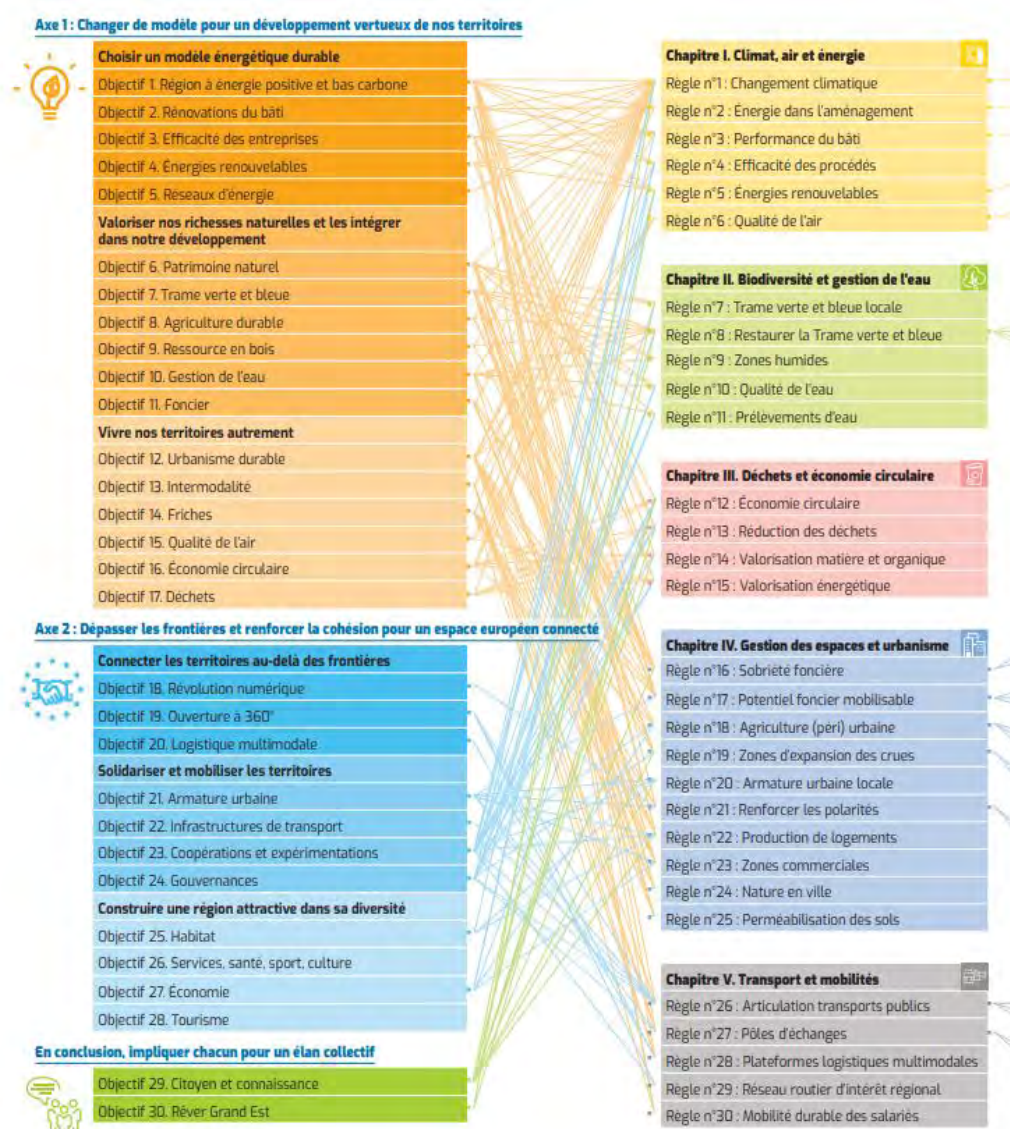 Axe 1 : Changer de modèle pour un développement vertueux de nos territoires
Choisir un modèle énergétique durable
Objectif 1. Région à énergie positive et bas carbone
Objectif 2. Rénovations du bâti
Objectif 3. Efficacité des entreprises
Objectif 4. Énergies renouvelables
Objectif 5. Réseaux d'énergie
Valoriser nos richesses naturelles et les intégrer
dans notre développement
Objectif 6. Patrimoine naturel
Objectif 7. Trame verte et bleue
Objectif 8. Agriculture durable
Objectif 9. Ressource en bois
Objectif 10. Gestion de l'eau
Objectif 11. Foncier
Vivre nos territoires autrement
Objectif 12. Urbanisme durable
Objectif 13. Intermodalité
Objectif 14. Friches
Objectif 15. Qualité de l'air
Objectif 16. Économie circulaire
Objectif 17. Déchets
Axe 2 : Dépasser les frontières et renforcer la cohésion pour un espace européen connecté
Connecter les territoires au-delà des frontières
Objectif 18. Révolution numérique
Objectif 19. Ouverture à 360°
Objectif 20. Logistique multimodale
Solidariser et mobiliser les territoires
Objectif 21. Armature urbaine
Objectif 22. Infrastructures de transport
Objectif 23. Coopérations et expérimentations
Objectif 24. Gouvernances
Construire une région attractive dans sa diversité
Objectif 25. Habitat
Objectif 26. Services, santé, sport, culture
Objectif 27. Économie
Objectif 28. Tourisme
En conclusion, impliquer chacun pour un élan collectif
Objectif 29. Citoyen et connaissance
Objectif 30. Rêver Grand Est
Chapitre I. Climat, air et énergie
Règle n°1 : Changement climatique
Règle n°2 : Énergie dans l'aménagement
Règle n°3 : Performance du bâti
Règle n°4 : Efficacité des procédés
Règle n°5 : Énergies renouvelables
Règle n°6 : Qualité de l'air
Chapitre II. Biodiversité et gestion de l'eau
Règle n°7 : Trame verte et bleue locale
Règle n°8 : Restaurer la Trame verte et bleue
Règle n°9 : Zones humides
Règle n°10 : Qualité de l'eau
Règle n°11 : Prélèvements d'eau
Chapitre III. Déchets et économie circulaire
Règle n°12 : Économie circulaire
Règle n°13 : Réduction des déchets
Règle n°14 : Valorisation matière et organique
Règle n°15 : Valorisation énergétique
Chapitre IV. Gestion des espaces et urbanisme
Règle n°16 : Sobriété foncière
Règle n°17 : Potentiel foncier mobilisable
Règle n°18 : Agriculture (péri) urbaine
Règle n°19 : Zones d'expansion des crues
Règle n°20 : Armature urbaine locale
Règle n°21 : Renforcer les polarités
Règle n°22 : Production de logements
Règle n°23 : Zones commerciales
Règle n°24 : Nature en ville
Règle n°25 : Perméabilisation des sols
Chapitre V. Transport et mobilités
Règle n°26 : Articulation transports publics
Règle n°27 : Pôles d'échanges
Règle n°28 : Plateformes logistiques multimodales
Règle n°29 : Réseau routier d'intérêt régional
Règle n°30 : Mobilité durable des salariés